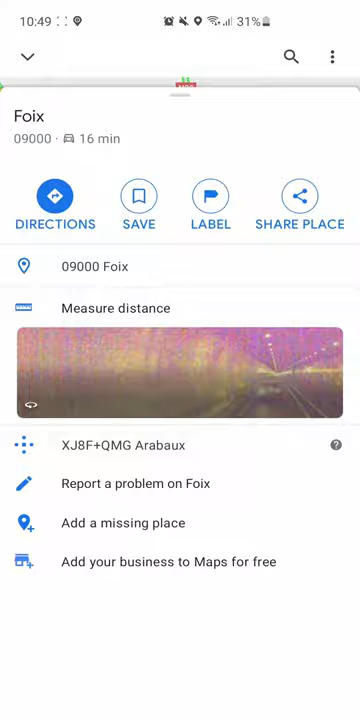 10:49
31%
Foix
09000 · 16 min
DIRECTIONS
SAVE
LABEL
SHARE PLACE
09000 Foix
Measure distance
XJ8F+QMG Arabaux
Report a problem on Foix
Add a missing place
Add your business to Maps for free